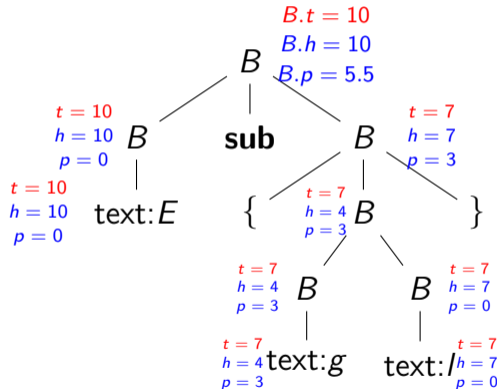 B.t = 10
B.h = 10
B B.p = 5.5
t = 10
h = 10
p = 0
B
sub
B
t = 7
h = 7
p = 3
t = 10
h = 10
p = 0
text:E
{
t = 7
h = 4
p = 3
B
}
t = 7
h = 4
p = 3
B
B
t = 7
h = 7
p = 0
t = 7
h = 4
p = 3
text:g
text:l
t = 7
h = 7
p = 0